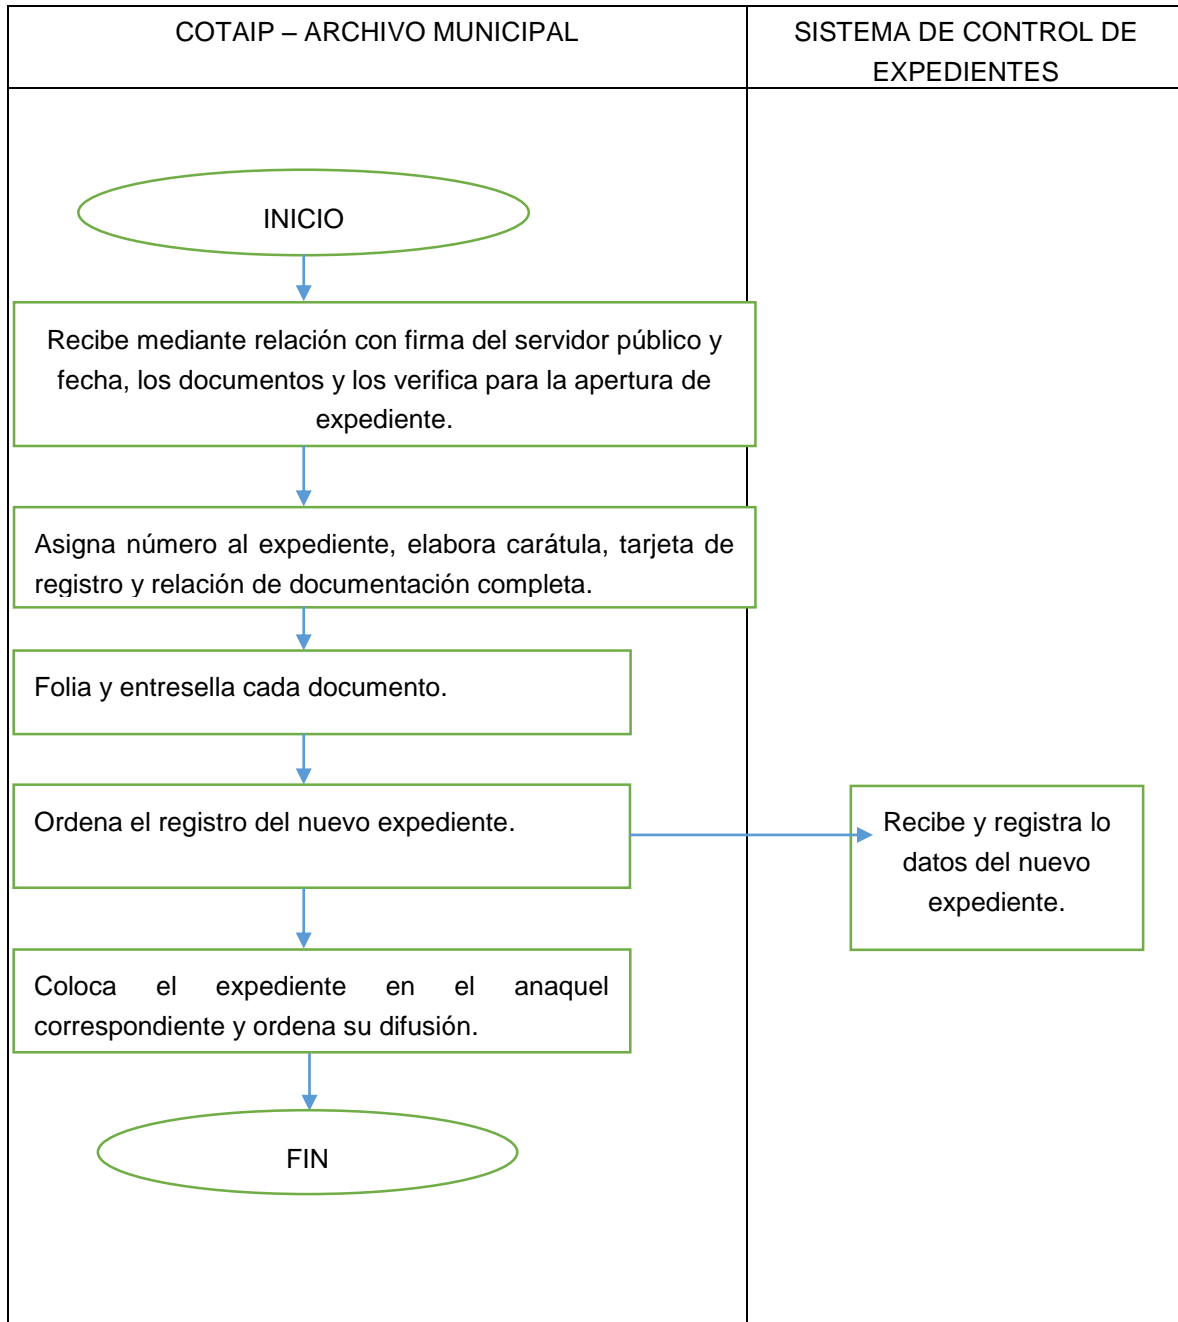 COTAIP – ARCHIVO MUNICIPAL
SISTEMA DE CONTROL DE
EXPEDIENTES
INICIO
Recibe mediante relación con firma del servidor público y
fecha, los documentos y los verifica para la apertura de
expediente.
Asigna número al expediente, elabora carátula, tarjeta de
registro y relación de documentación completa.
Folia y entresella cada documento.
Ordena el registro del nuevo expediente.
Recibe y registra lo
datos del nuevo
expediente.
Coloca el expediente en el anaquel
correspondiente y ordena su difusión.
FIN